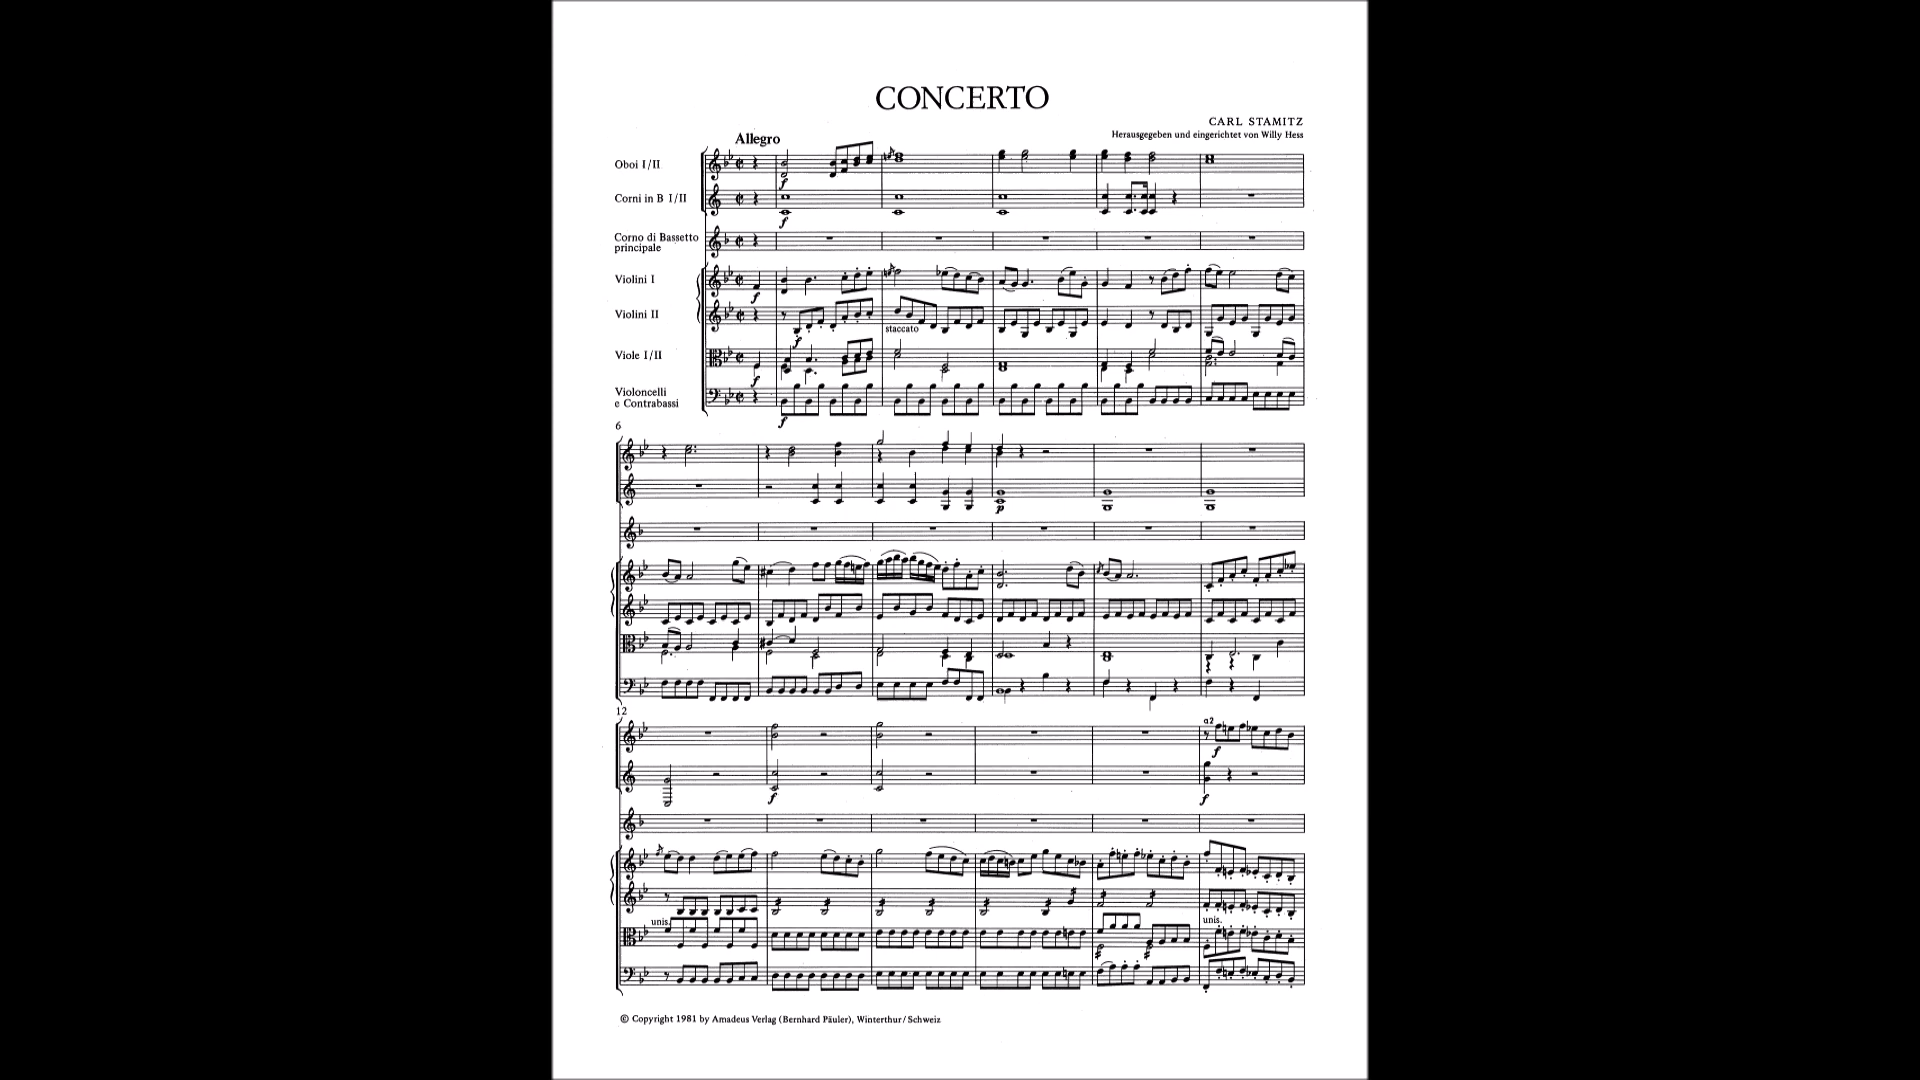 CONCERTO
CARL STAMITZ
Herausgegeben und eingerichtet von Willy Hess
Allegro
Oboi I/II
f
Corni in B I/II
f
Corno di Bassetto
principale
Violini I
f
Violini II
f
staccato
Viole I/II
f
Violoncelli
e Contrabassi
f
6
p
12
a2
f
f
f
unis.
unis.
© Copyright 1981 by Amadeus Verlag (Bernhard Päuler), Winterthur/Schweiz